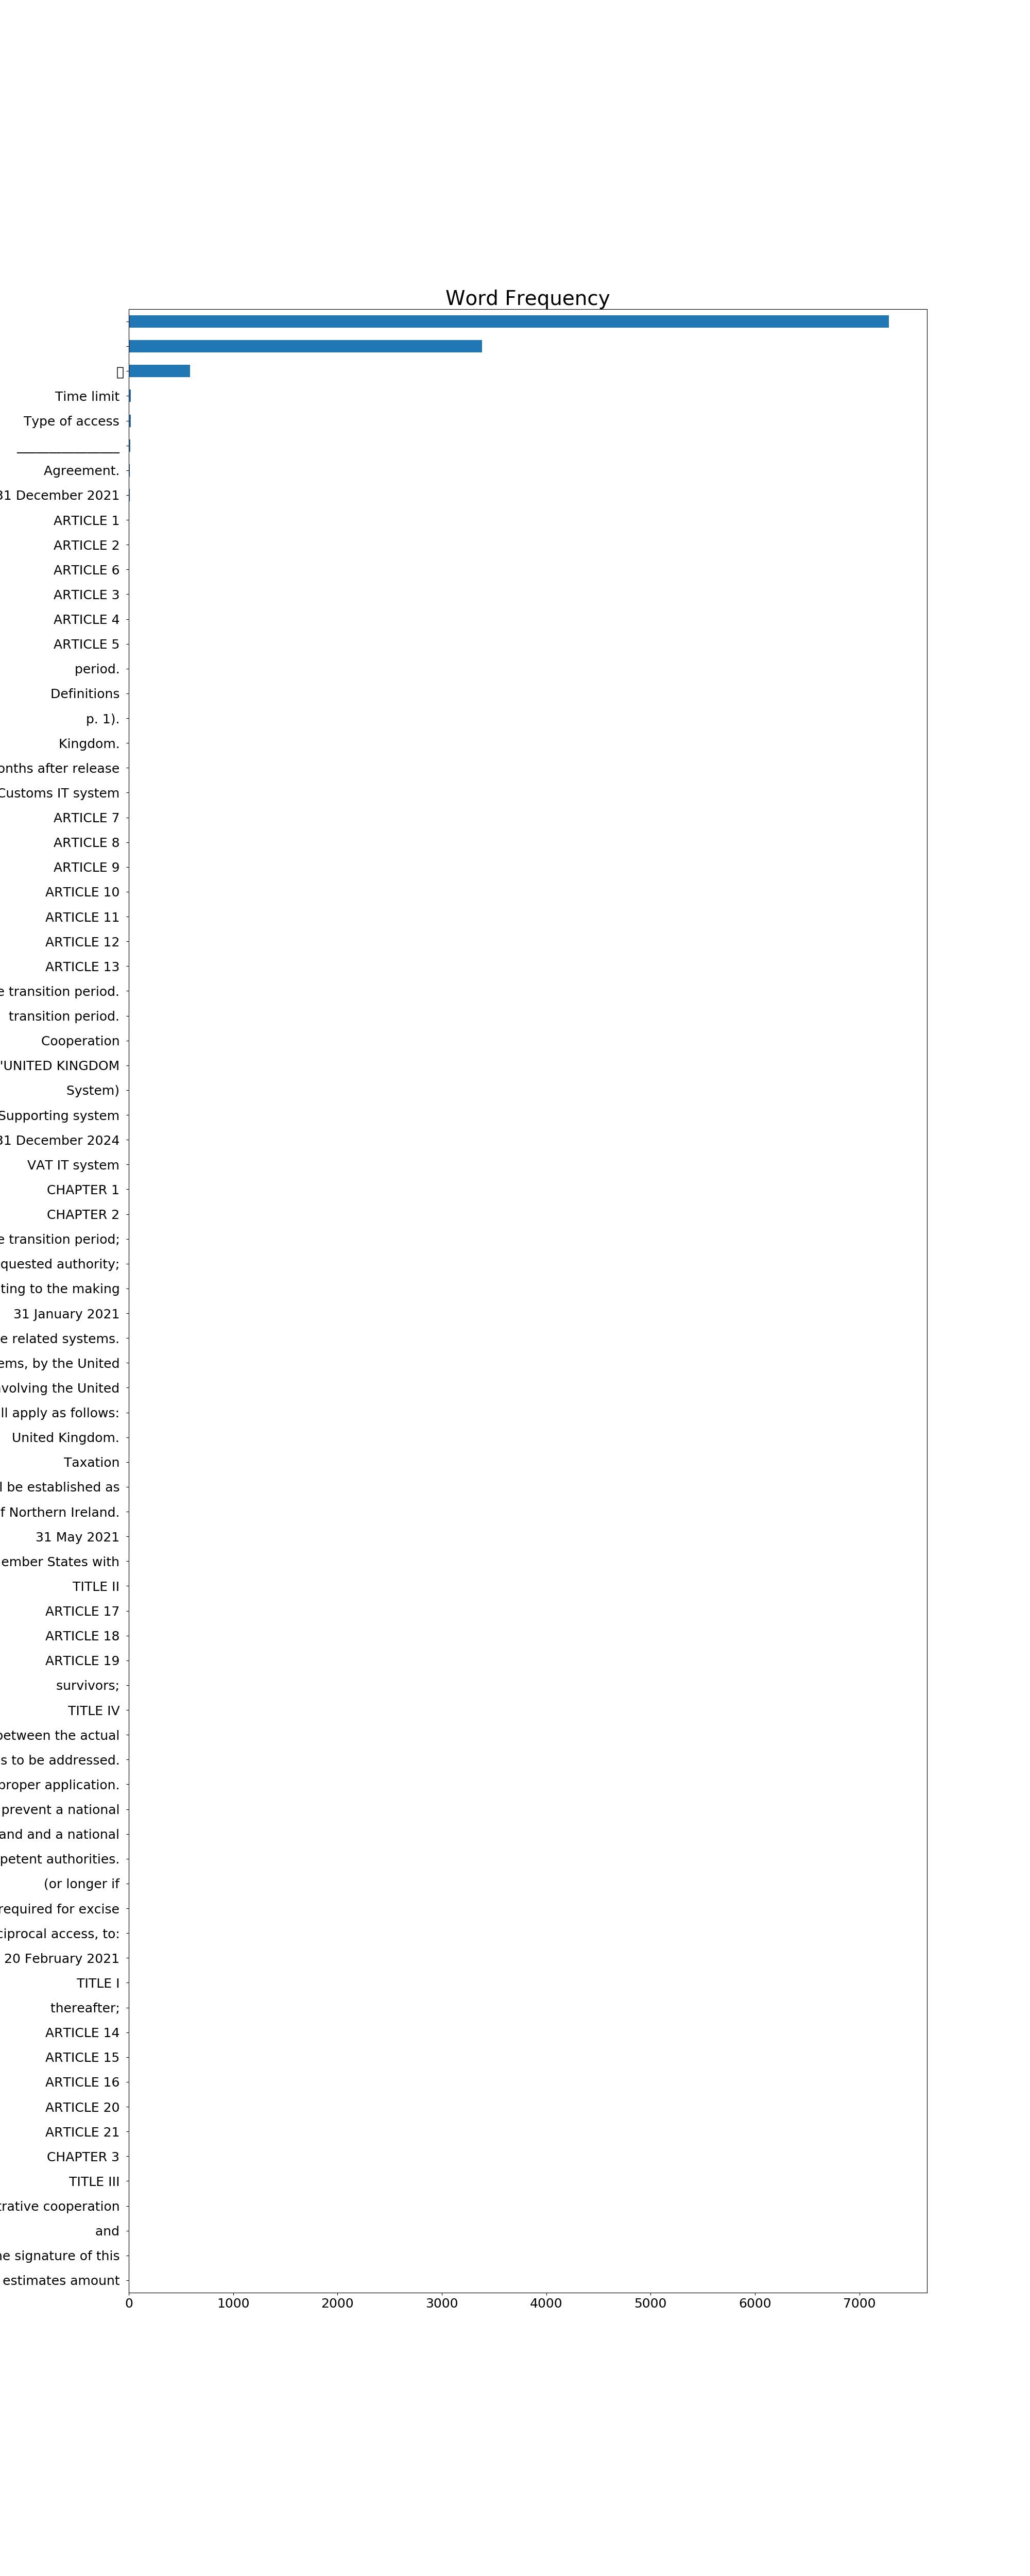 Word Frequency
Time limit
Type of access
________________
Agreement.
31 December 2021
ARTICLE 1
ARTICLE 2
ARTICLE 6
ARTICLE 3
ARTICLE 4
ARTICLE 5
period.
Definitions
p. 1).
Kingdom.
onths after release
Customs IT system
ARTICLE 7
ARTICLE 8
ARTICLE 9
ARTICLE 10
ARTICLE 11
ARTICLE 12
ARTICLE 13
e transition period.
transition period.
Cooperation
"UNITED KINGDOM
System)
Supporting system
31 December 2024
VAT IT system
CHAPTER 1
CHAPTER 2
e transition period;
quested authority;
ting to the making
31 January 2021
e related systems.
ems, by the United
nvolving the United
ll apply as follows:
United Kingdom.
Taxation
l be established as
f Northern Ireland.
31 May 2021
ember States with
TITLE II
ARTICLE 17
ARTICLE 18
ARTICLE 19
survivors;
TITLE IV
between the actual
s to be addressed.
proper application.
prevent a national
and and a national
petent authorities.
(or longer if
required for excise
ciprocal access, to:
20 February 2021
TITLE I
thereafter;
ARTICLE 14
ARTICLE 15
ARTICLE 16
ARTICLE 20
ARTICLE 21
CHAPTER 3
TITLE III
trative cooperation
and
he signature of this
estimates amount
0 1000 2000 3000 4000 5000 6000 7000